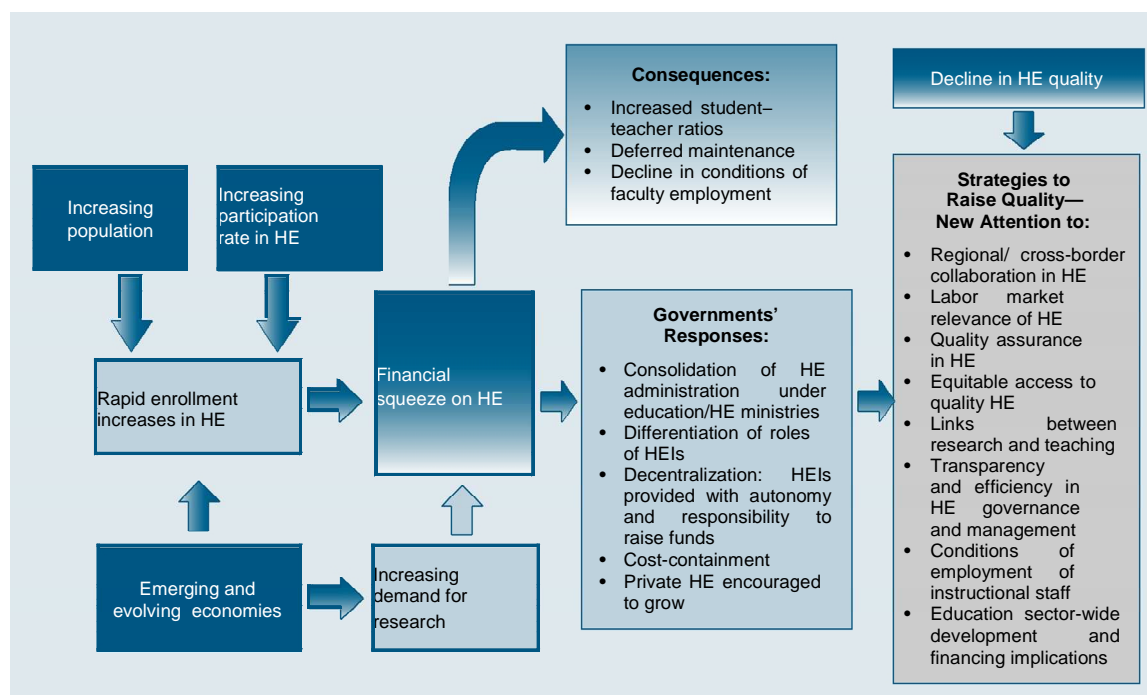 Consequences:
• Increased student–
teacher ratios
• Deferred maintenance
• Decline in conditions of
faculty employment
Decline in HE quality
Increasing
population
Increasing
participation
rate in HE
Rapid enrollment
increases in HE
Financial
squeeze on HE
Emerging and
evolving economies
Increasing
demand for
research
Governments’
Responses:
• Consolidation of HE
administration under
education/HE ministries
• Differentiation of roles
of HEIs
• Decentralization: HEIs
provided with autonomy
and responsibility to
raise funds
• Cost-containment
• Private HE encouraged
to grow
Strategies to
Raise Quality—
New Attention to:
• Regional/ cross-border
collaboration in HE
• Labor market
relevance of HE
• Quality assurance
in HE
• Equitable access to
quality HE
• Links between
research and teaching
• Transparency
and efficiency in
HE governance
and management
• Conditions of
employment of
instructional staff
• Education sector-wide
development and
financing implications